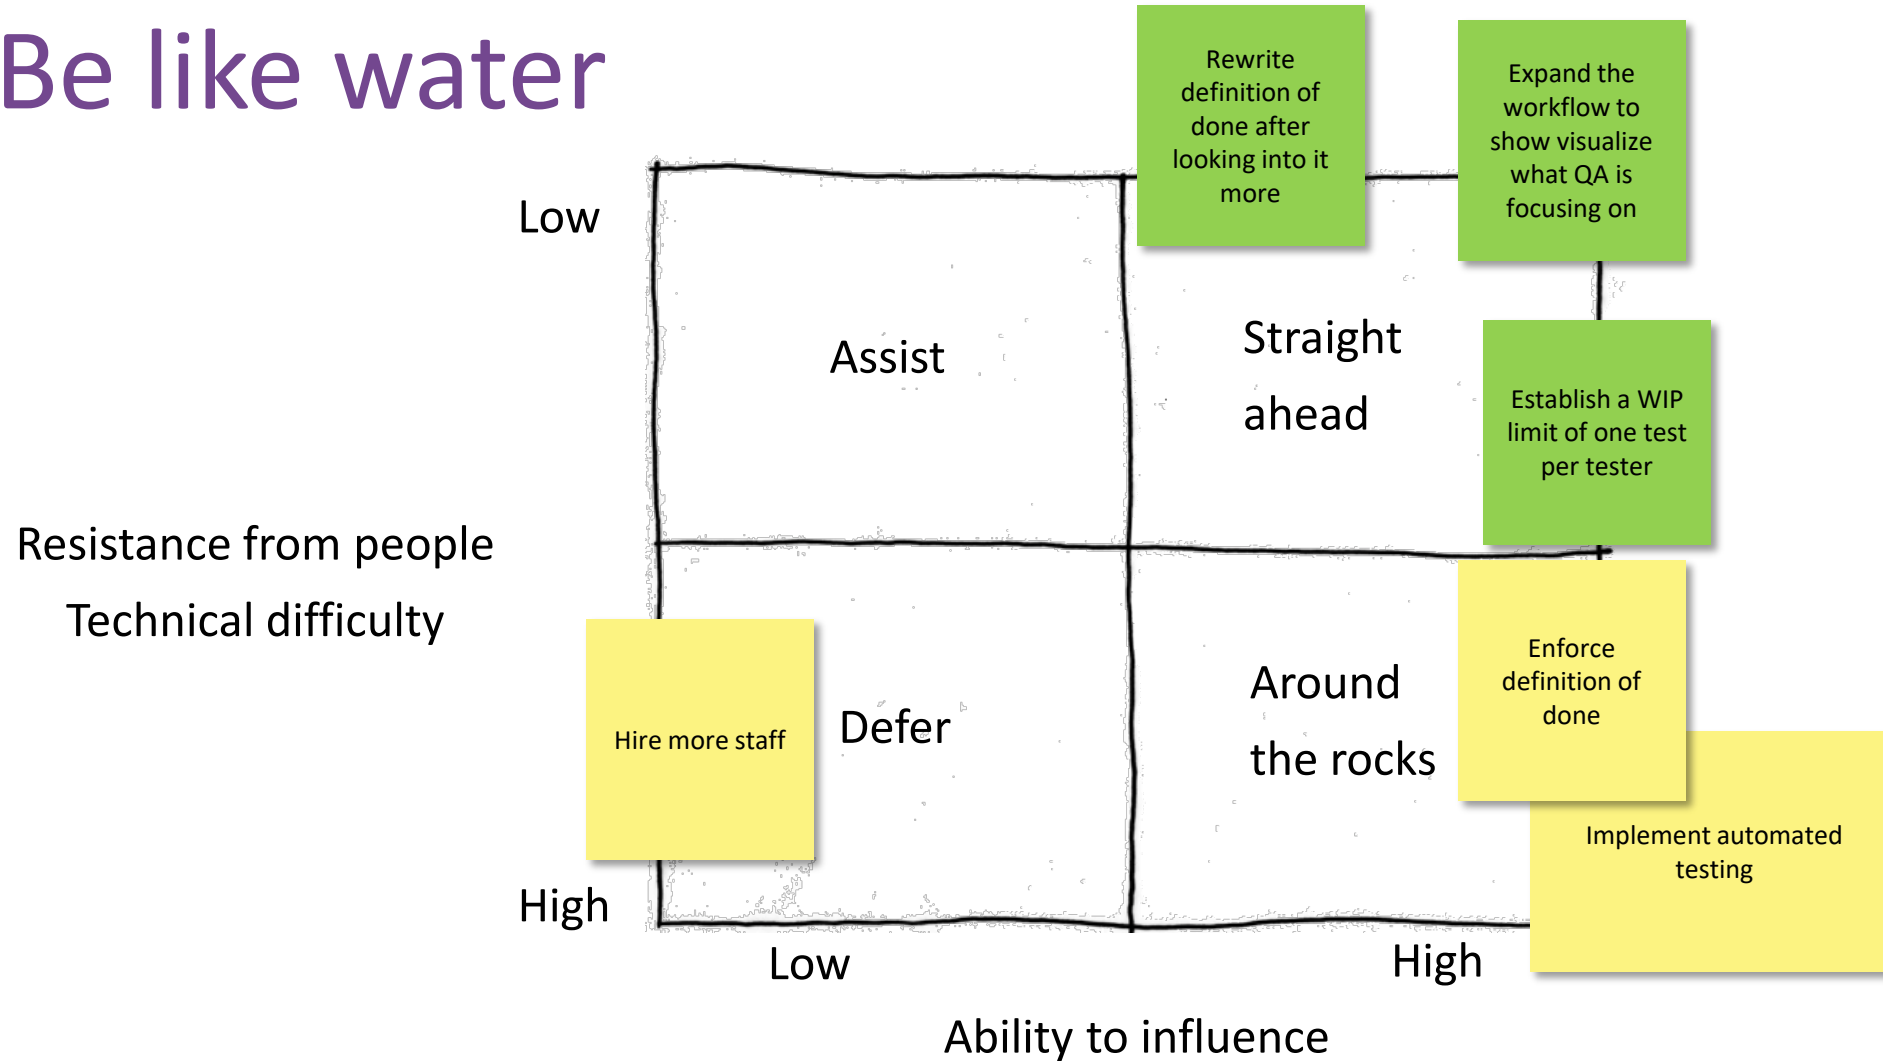 Be like water
Rewrite
definition of
done after
looking into it
more
Expand the
workflow to
show visualize
what QA is
focusing on
Low
Assist
Straight
ahead
Establish a WIP
limit of one test
per tester
Resistance from people
Technical difficulty
Hire more staff
Defer
Around
the rocks
Enforce
definition of
done
Implement automated
testing
High
Low
High
Ability to influence